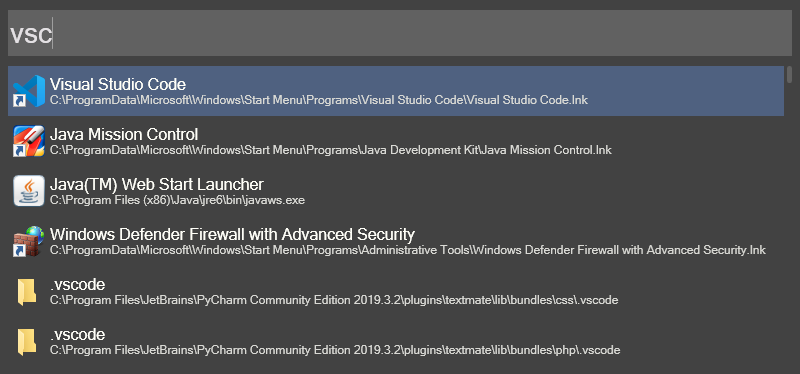 vsc
Visual Studio Code
C:\ProgramData\Microsoft\Windows\Start Menu\Programs\Visual Studio Code\Visual Studio Code.lnk
Java Mission Control
C:\ProgramData\Microsoft\Windows\Start Menu\Programs\Java Development Kit\Java Mission Control.lnk
Java(TM) Web Start Launcher
C:\Program Files (x86)\Java\jre6\bin\javaws.exe
Windows Defender Firewall with Advanced Security
C:\ProgramData\Microsoft\Windows\Start Menu\Programs\Administrative Tools\Windows Defender Firewall with Advanced Security.lnk
.vscode
C:\Program Files\JetBrains\PyCharm Community Edition 2019.3.2\plugins\textmate\lib\bundles\css\.vscode
.vscode
C:\Program Files\JetBrains\PyCharm Community Edition 2019.3.2\plugins\textmate\lib\bundles\php\.vscode